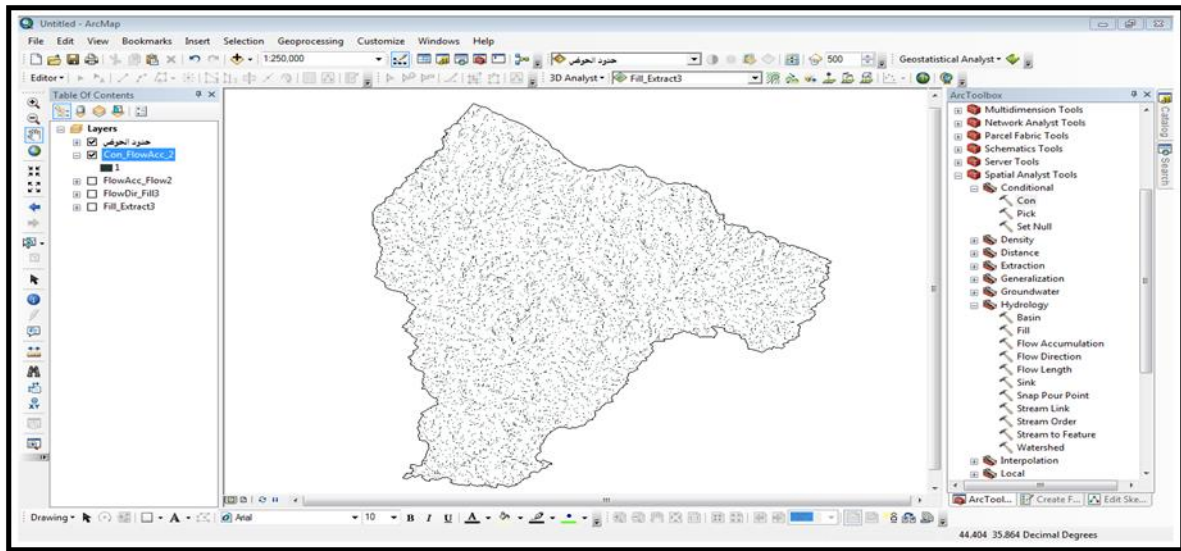 Untitled - ArcMap
File Edit View Bookmarks Insert Selection Geoprocessing Customize Windows Help
1:250,000
حدود الحوض
500
Geostatistical Analyst
Editor
3D Analyst
Fill_Extract3
Table Of Contents
Layers
حدود الحوض
Con_FlowAcc_2
1
FlowAcc_Flow2
FlowDir_Fill3
Fill_Extract3
ArcToolbox
Multidimension Tools
Network Analyst Tools
Parcel Fabric Tools
Schematics Tools
Server Tools
Spatial Analyst Tools
Conditional
Con
Pick
Set Null
Density
Distance
Extraction
Generalization
Groundwater
Hydrology
Basin
Fill
Flow Accumulation
Flow Direction
Flow Length
Sink
Snap Pour Point
Stream Link
Stream Order
Stream to Feature
Watershed
Interpolation
Local
Catalog
Search
ArcTool... Create F... Edit Ske...
Drawing A Arial 10 B I U A
44.404 35.864 Decimal Degrees